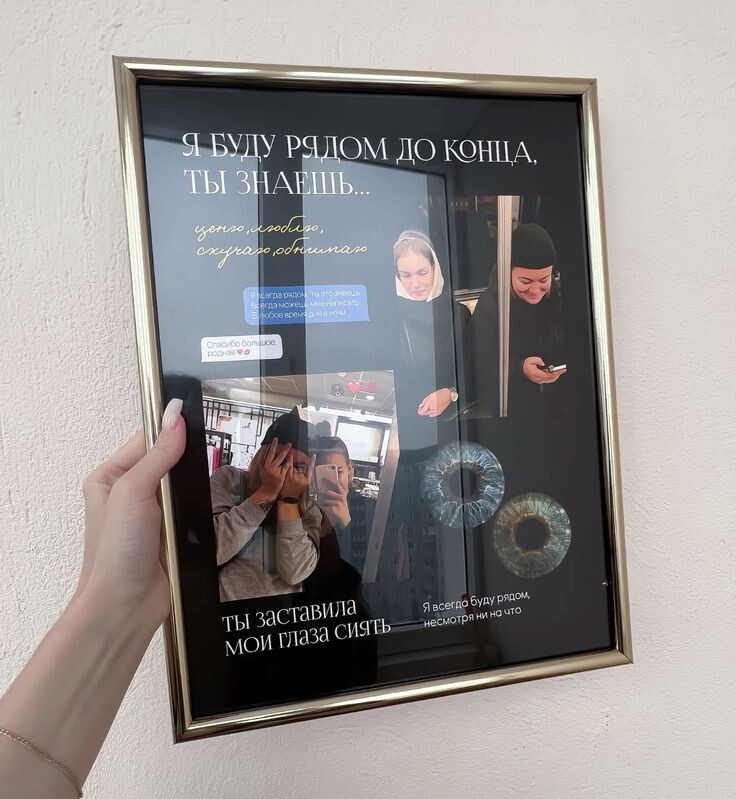 Я БУДУ РЯДОМ ДО КОНЦА,
ТЫ ЗНАЕШЬ...
ценю, люблю,
скучаю, обнимаю
Я всегда рядом, ты это знаешь
Всегда можешь мне написать
В любое время дня и ночи
Спасибо большое,
родная❤️💋
ТЫ ЗАСТАВИЛА
МОИ ГЛАЗА СИЯТЬ
Я всегда буду рядом,
несмотря ни на что